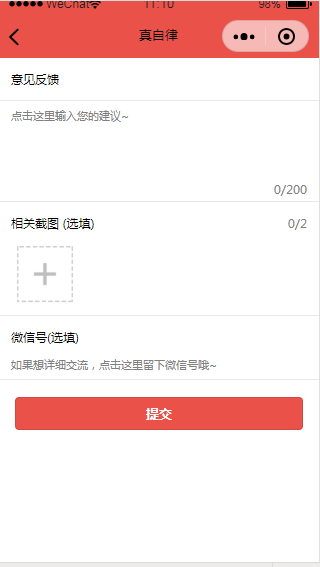 ●●●●● WeChat 11:10 98%
真自律
意见反馈
点击这里输入您的建议~
0/200
相关截图 (选填) 0/2
微信号(选填)
如果想详细交流，点击这里留下微信号哦~
提交